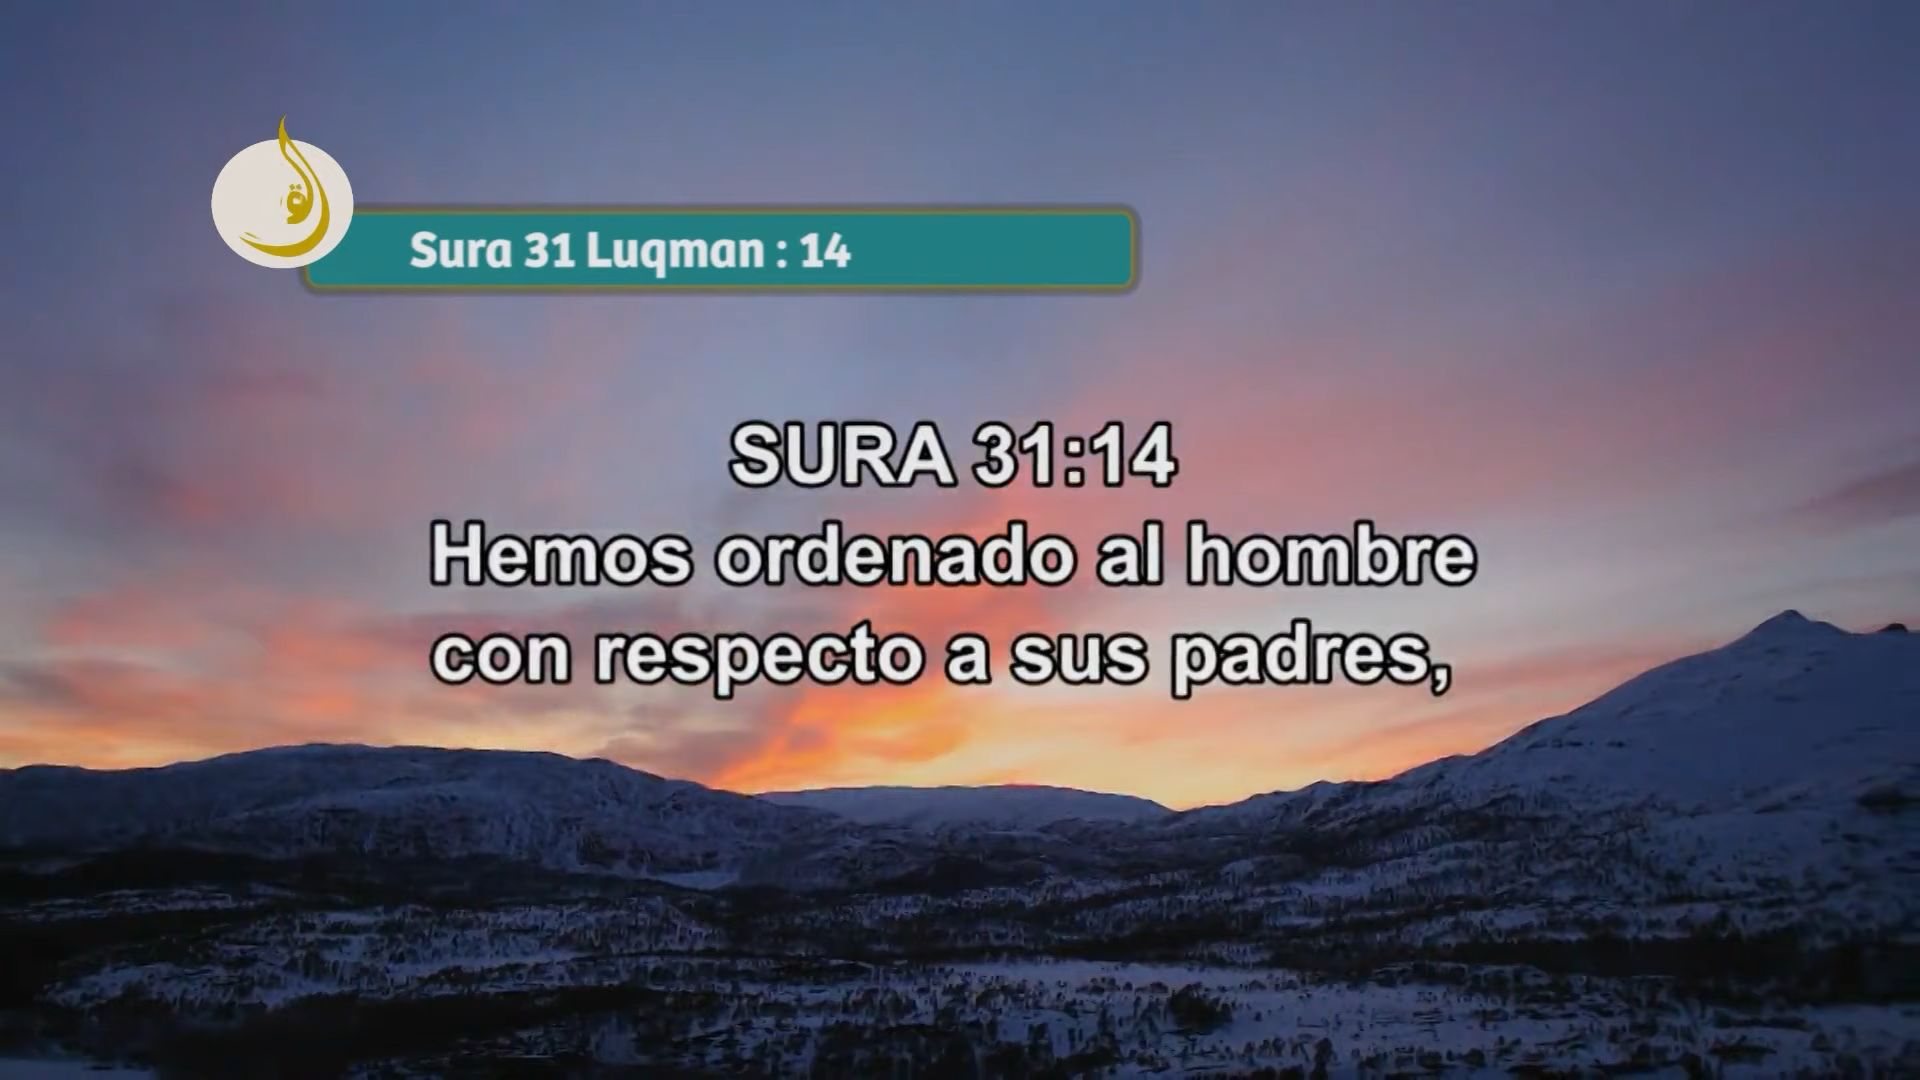 Sura 31 Luqman : 14
SURA 31:14
Hemos ordenado al hombre
con respecto a sus padres,